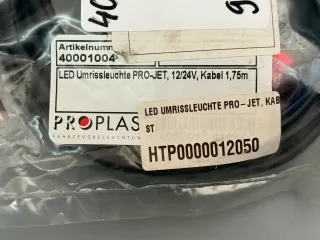 Artikelnumm
40001004
LED Umrissleuchte PRO-JET, 12/24V, Kabel 1,75m
PROPLAS
FAHRZEUGBELEUCHTUN
LED UMRISSLEUCHTE PRO-JET, KAB
ST
HTP0000012050